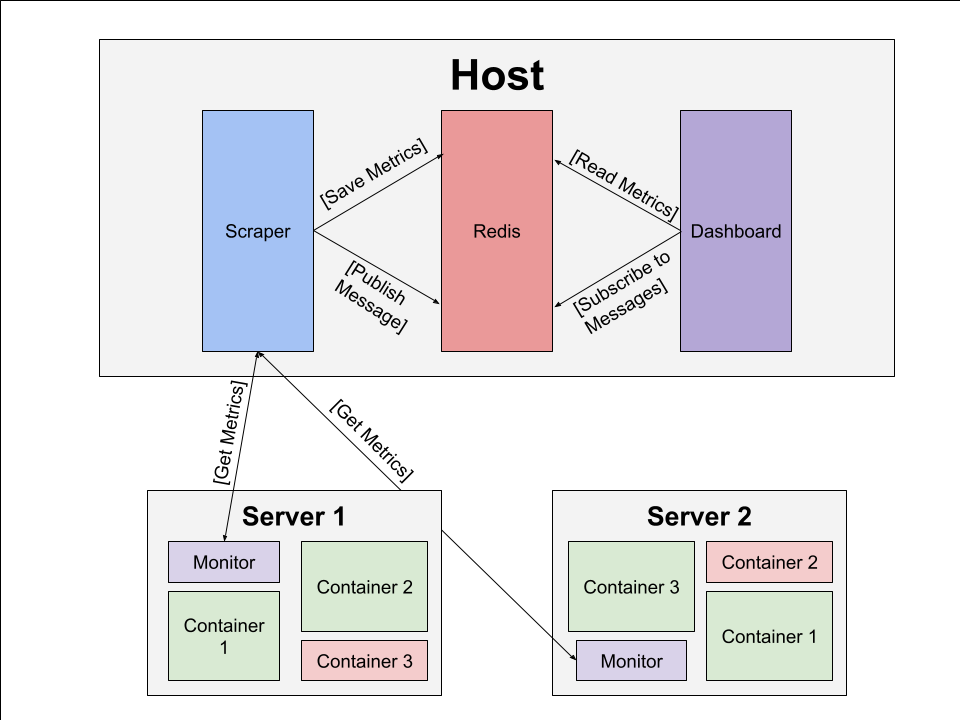 Host
Scraper
Redis
Dashboard
[Save Metrics]
[Publish
Message]
[Read Metrics]
[Subscribe to
Messages]
[Get Metrics]
[Get Metrics]
Server 1
Monitor
Container 2
Container
1
Container 3
Server 2
Container 3
Container 2
Container 1
Monitor